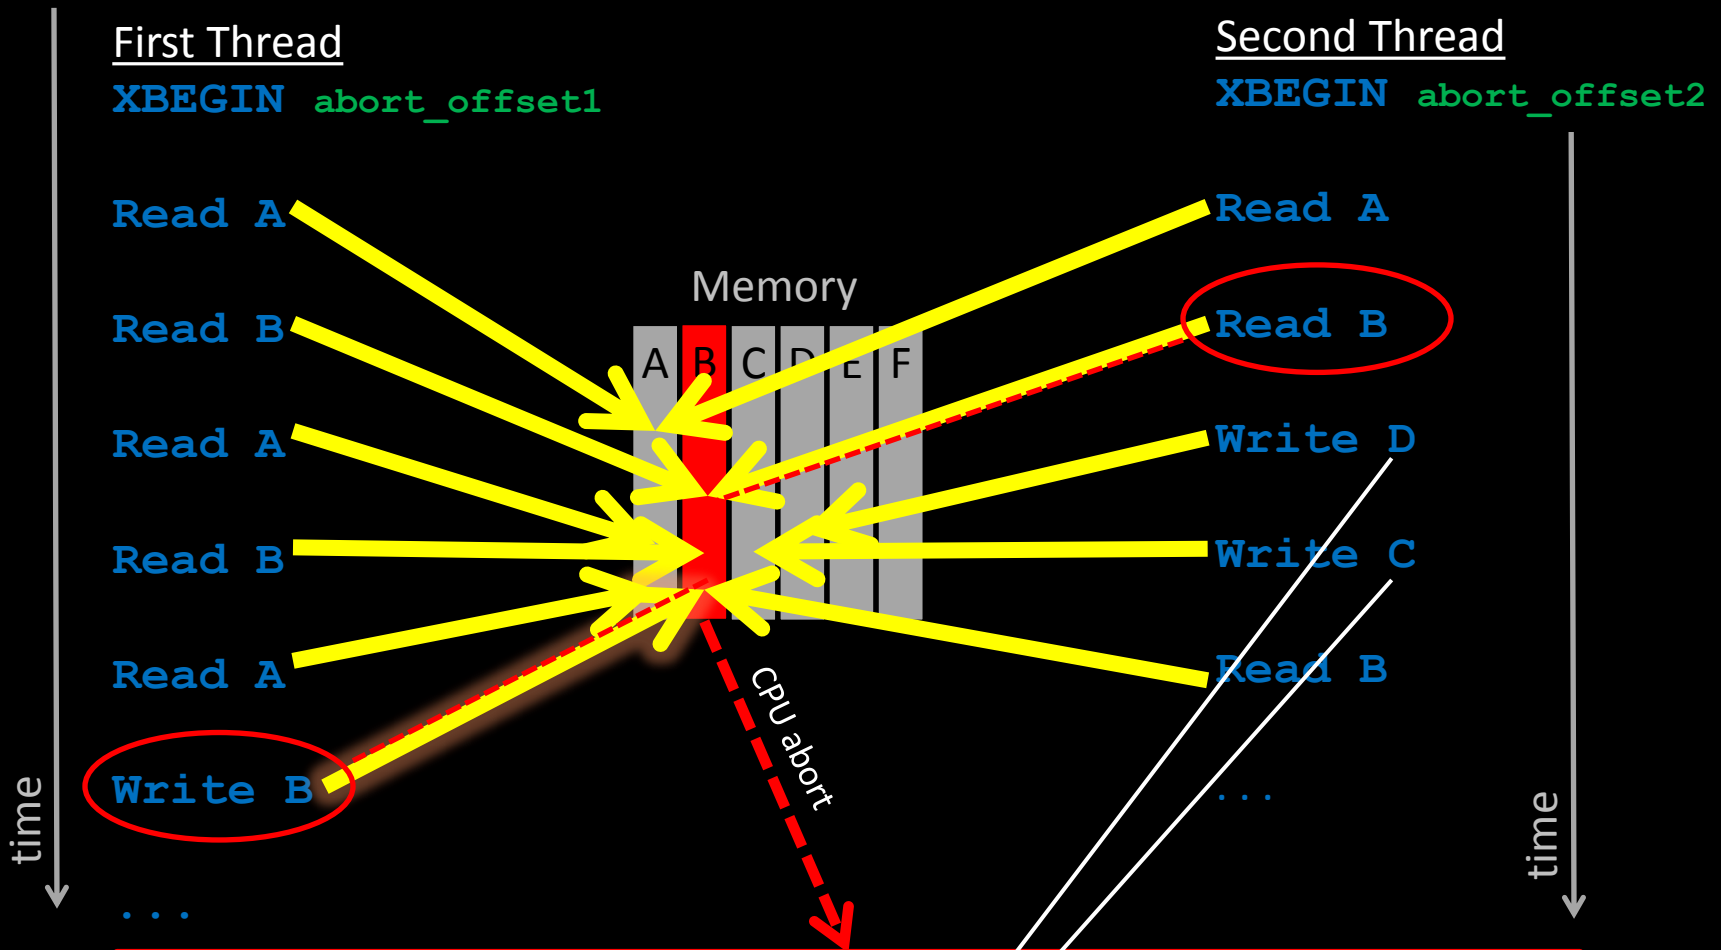 First Thread
XBEGIN abort_offset1
Read A
Read B
Read A
Read B
Read A
Write B
...
time
Memory
A B C D E F
CPU abort
Second Thread
XBEGIN abort_offset2
Read A
Read B
Write D
Write C
Read B
...
time